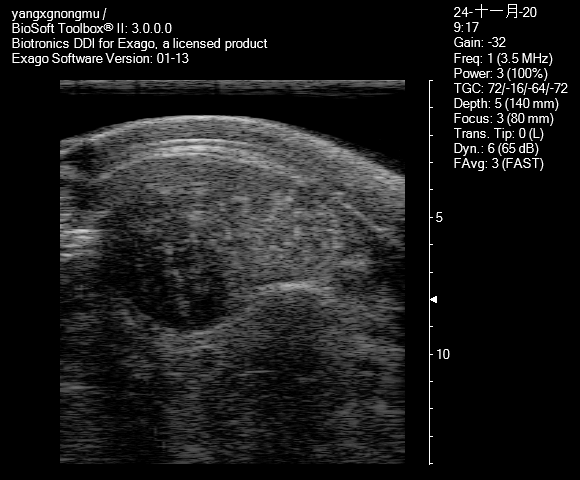 yangxgnongmu /
BioSoft Toolbox® II: 3.0.0.0
Biotronics DDI for Exago, a licensed product
Exago Software Version: 01-13
24-十一月-20
9:17
Gain: -32
Freq: 1 (3.5 MHz)
Power: 3 (100%)
TGC: 72/-16/-64/-72
Depth: 5 (140 mm)
Focus: 3 (80 mm)
Trans. Tip: 0 (L)
Dyn.: 6 (65 dB)
FAvg: 3 (FAST)
5
10